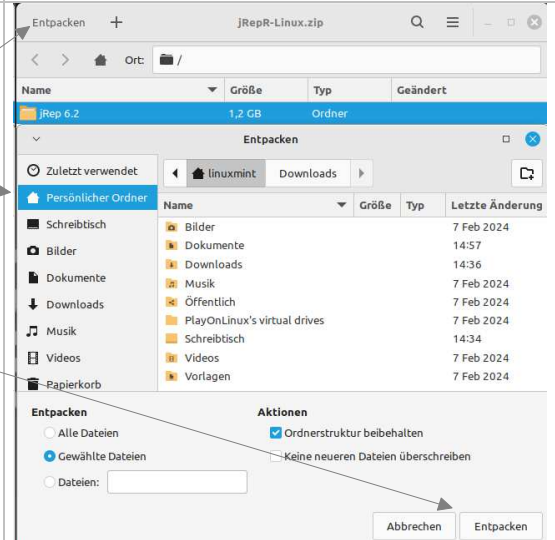 Entpacken + jRepR-Linux.zip
Ort: /
Name Größe Typ Geändert
jRep 6.2 1,2 GB Ordner
Entpacken
Zuletzt verwendet linuxmint Downloads
Persönlicher Ordner Name Größe Typ Letzte Änderung
Schreibtisch
Bilder
Dokumente
Downloads
Musik
Videos
Papierkorb
Bilder 7 Feb 2024
Dokumente 14:57
Downloads 14:36
Musik 7 Feb 2024
Öffentlich 7 Feb 2024
PlayOnLinux's virtual drives 7 Feb 2024
Schreibtisch 14:34
Videos 7 Feb 2024
Vorlagen 7 Feb 2024
Entpacken Aktionen
Alle Dateien Ordnerstruktur beibehalten
Gewählte Dateien Keine neueren Dateien überschreiben
Dateien:
Abbrechen Entpacken